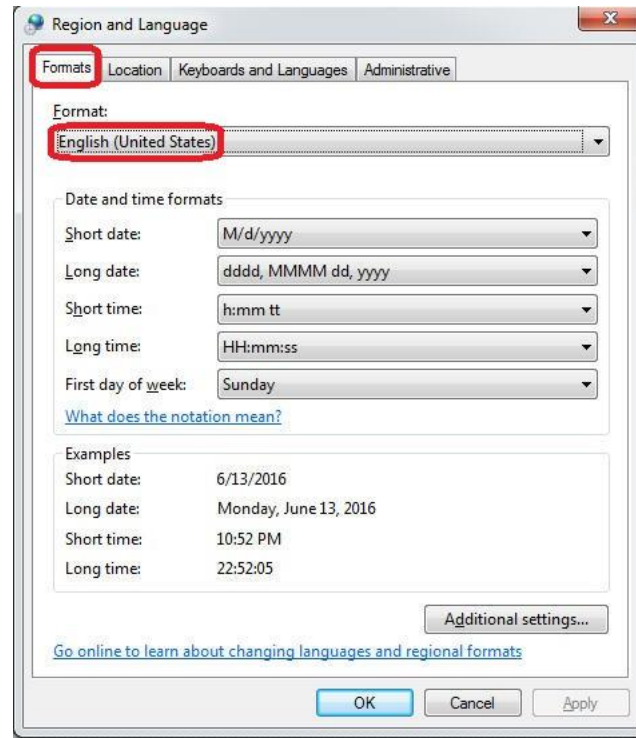 Region and Language
Formats Location Keyboards and Languages Administrative
Format:
English (United States)
Date and time formats
Short date: M/d/yyyy
Long date: dddd, MMMM dd, yyyy
Short time: h:mm tt
Long time: HH:mm:ss
First day of week: Sunday
What does the notation mean?
Examples
Short date: 6/13/2016
Long date: Monday, June 13, 2016
Short time: 10:52 PM
Long time: 22:52:05
Additional settings...
Go online to learn about changing languages and regional formats
OK Cancel Apply